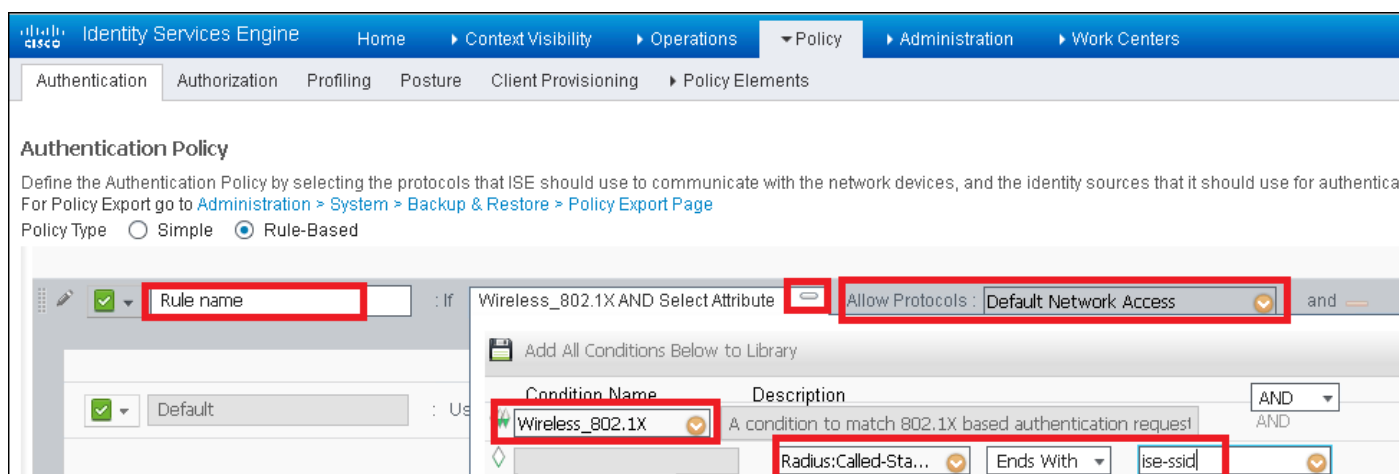 cisco Identity Services Engine Home Context Visibility Operations Policy Administration Work Centers
Authentication Authorization Profiling Posture Client Provisioning Policy Elements
Authentication Policy
Define the Authentication Policy by selecting the protocols that ISE should use to communicate with the network devices, and the identity sources that it should use for authentica
For Policy Export go to Administration > System > Backup & Restore > Policy Export Page
Policy Type Simple Rule-Based
Rule name : If Wireless_802.1X AND Select Attribute Allow Protocols : Default Network Access and
Add All Conditions Below to Library
Condition Name Description AND
Default : Us Wireless_802.1X A condition to match 802.1X based authentication request AND
Radius:Called-Sta... Ends With ise-ssid